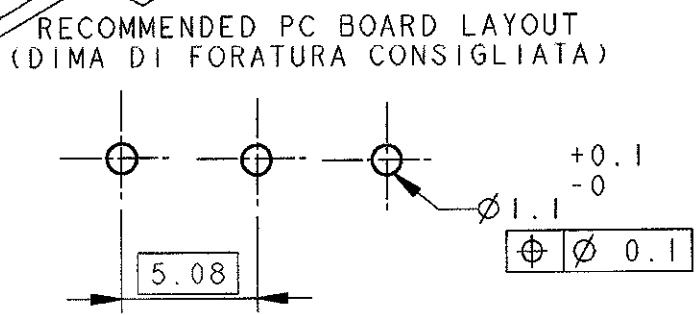 RECOMMENDED PC BOARD LAYOUT
(DIMA DI FORATURA CONSIGLIATA)
+0.1
-0
Ø1.1
⌖ Ø 0.1
5.08